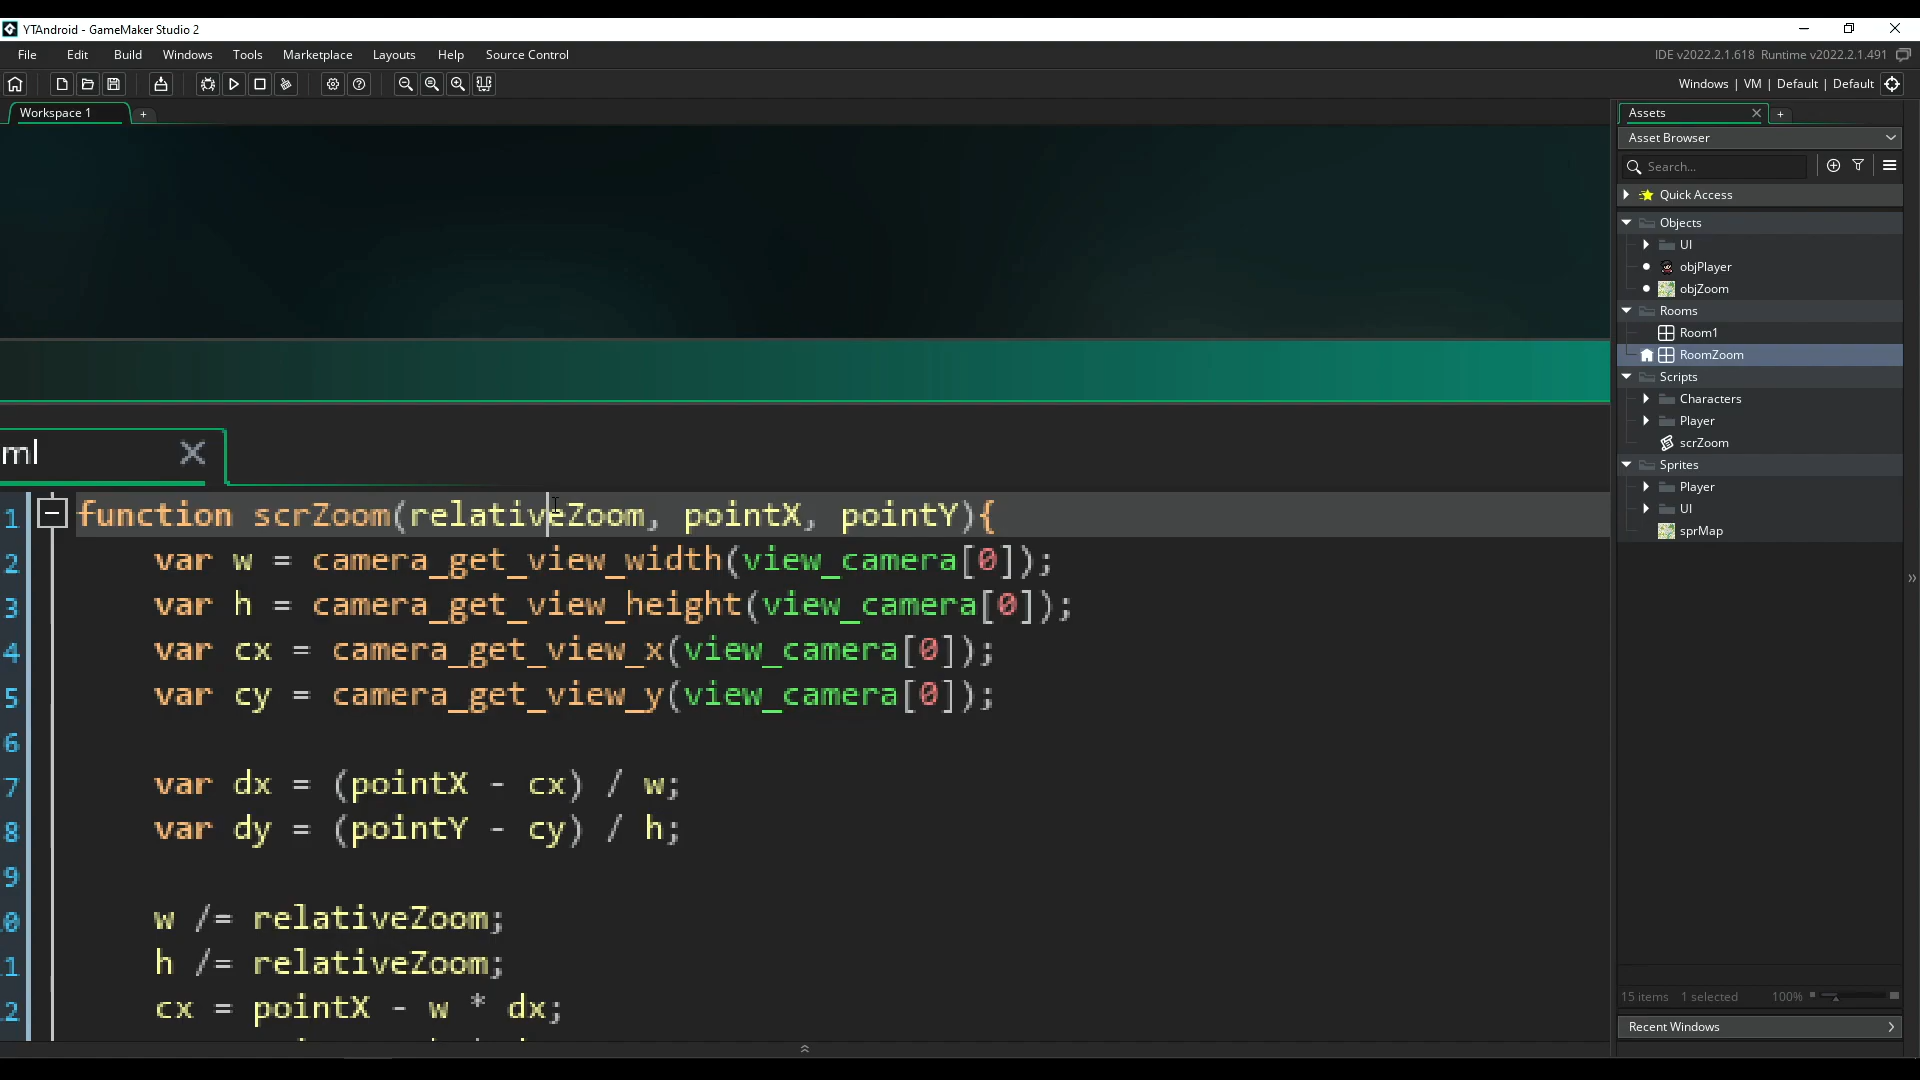 YTAndroid - GameMaker Studio 2
File Edit Build Windows Tools Marketplace Layouts Help Source Control
IDE v2022.2.1.618 Runtime v2022.2.1.491
Windows | VM | Default | Default
Workspace 1
+
Assets
+
Asset Browser
Search...
Quick Access
Objects
UI
objPlayer
objZoom
Rooms
Room1
RoomZoom
Scripts
Characters
Player
scrZoom
Sprites
Player
UI
sprMap
15 items 1 selected 100%
Recent Windows
ml
1 function scrZoom(relativeZoom, pointX, pointY){
2 var w = camera_get_view_width(view_camera[0]);
3 var h = camera_get_view_height(view_camera[0]);
4 var cx = camera_get_view_x(view_camera[0]);
5 var cy = camera_get_view_y(view_camera[0]);
6
7 var dx = (pointX - cx) / w;
8 var dy = (pointY - cy) / h;
9
0 w /= relativeZoom;
1 h /= relativeZoom;
2 cx = pointX - w * dx;